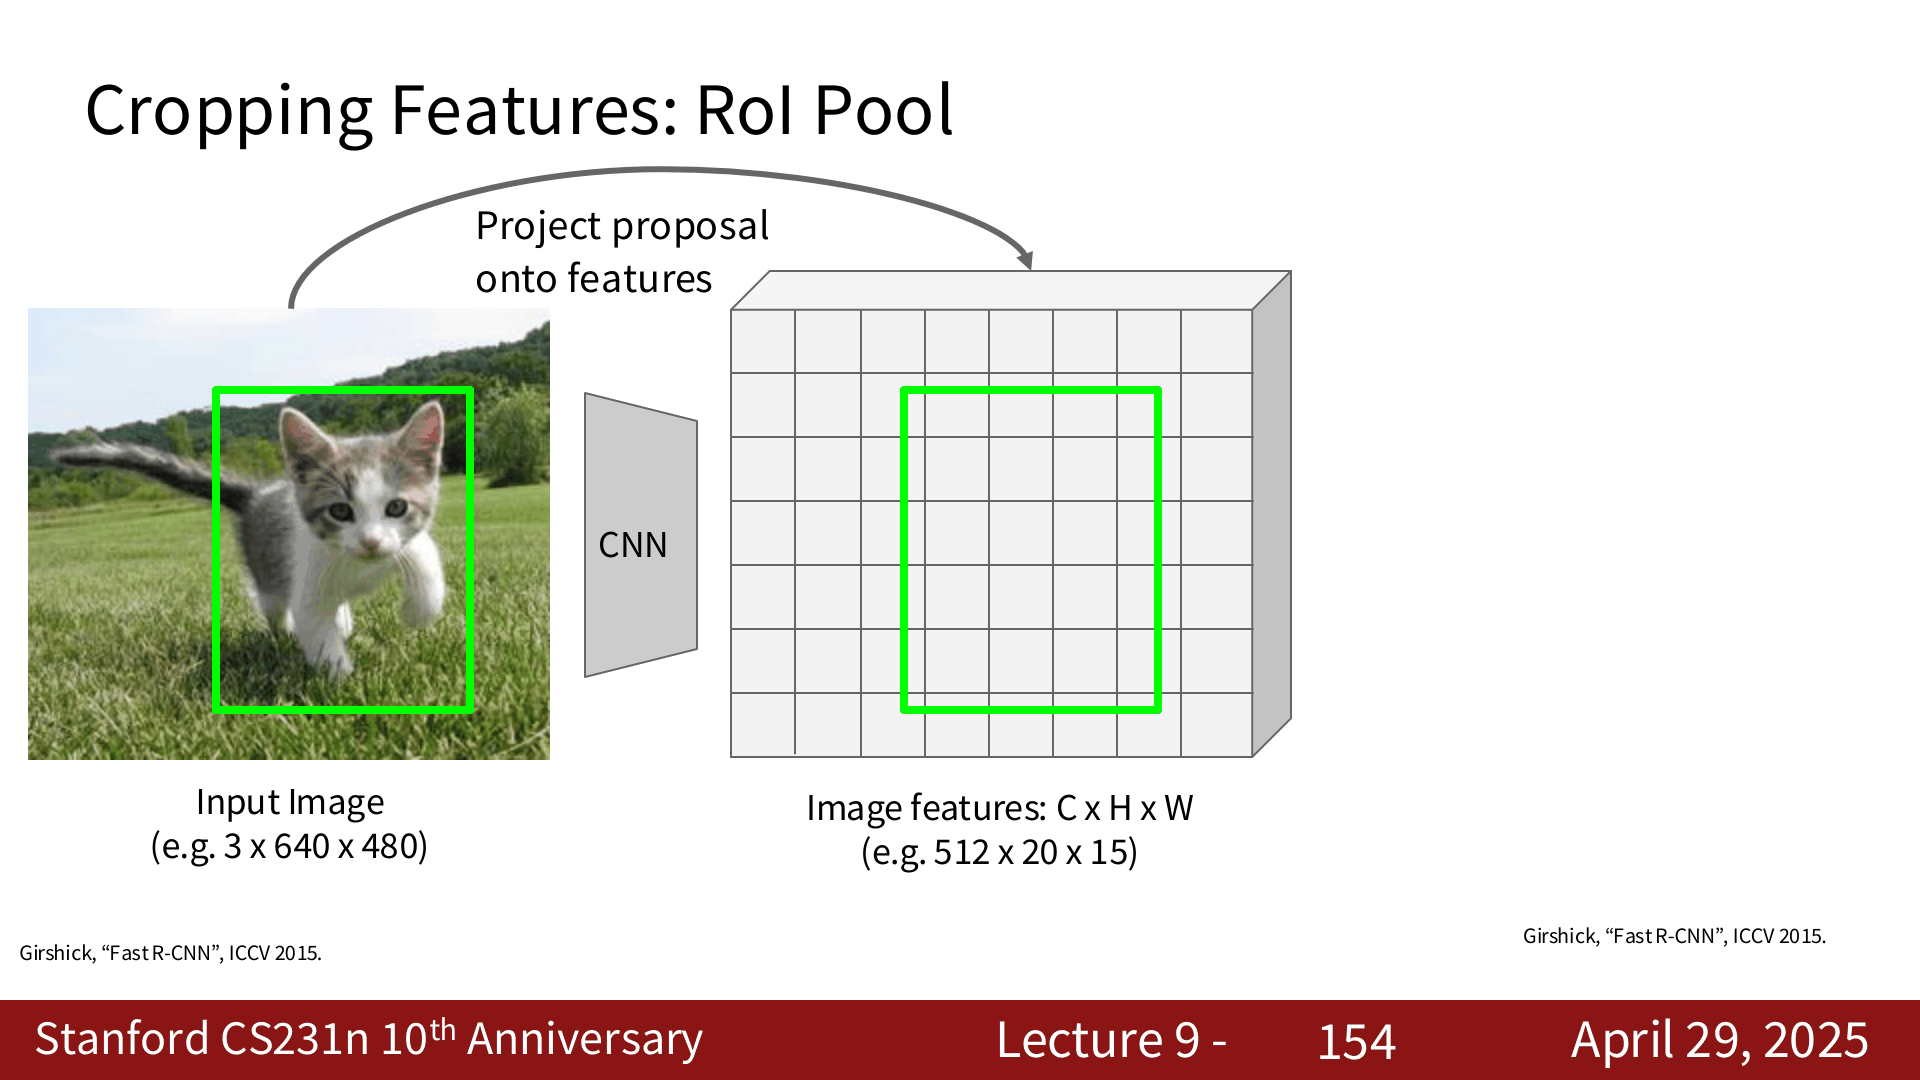 Cropping Features: RoI Pool
Project proposal
onto features
CNN
Input Image
(e.g. 3 x 640 x 480)
Image features: C x H x W
(e.g. 512 x 20 x 15)
Girshick, “Fast R-CNN”, ICCV 2015.
Girshick, “Fast R-CNN”, ICCV 2015.
Stanford CS231n 10th Anniversary
Lecture 9 - 154
April 29, 2025